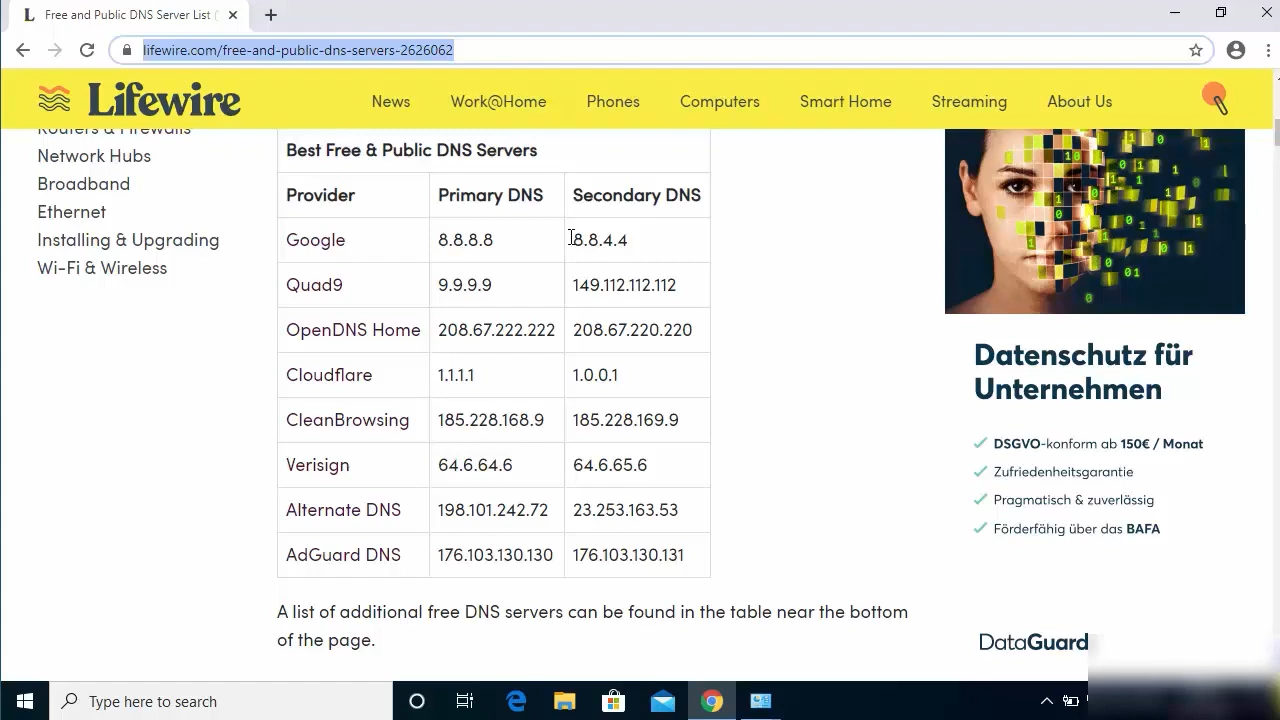 Free and Public DNS Server List (
lifewire.com/free-and-public-dns-servers-2626062
Lifewire
News Work@Home Phones Computers Smart Home Streaming About Us
Routers & Firewalls
Network Hubs
Broadband
Ethernet
Installing & Upgrading
Wi-Fi & Wireless
Best Free & Public DNS Servers
Provider Primary DNS Secondary DNS
Google 8.8.8.8 8.8.4.4
Quad9 9.9.9.9 149.112.112.112
OpenDNS Home 208.67.222.222 208.67.220.220
Cloudflare 1.1.1.1 1.0.0.1
CleanBrowsing 185.228.168.9 185.228.169.9
Verisign 64.6.64.6 64.6.65.6
Alternate DNS 198.101.242.72 23.253.163.53
AdGuard DNS 176.103.130.130 176.103.130.131
A list of additional free DNS servers can be found in the table near the bottom
of the page.
Datenschutz für
Unternehmen
DSGVO-konform ab 150€ / Monat
Zufriedenheitsgarantie
Pragmatisch & zuverlässig
Förderfähig über das BAFA
DataGuard
Type here to search